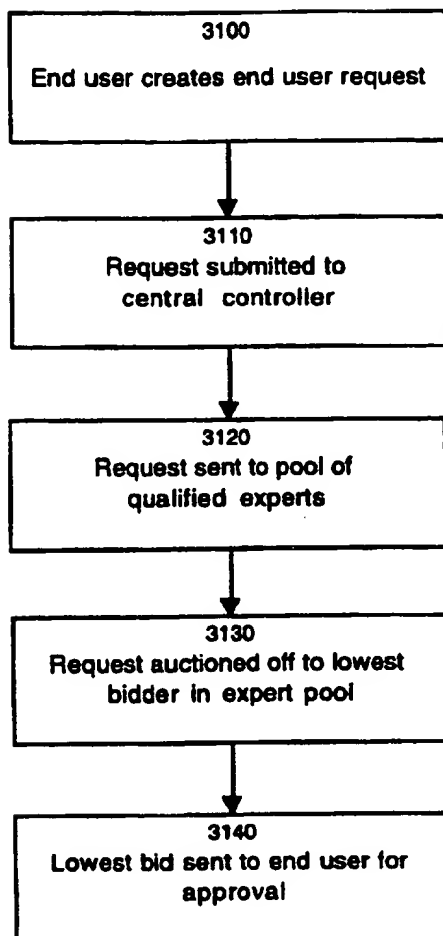 3100
End user creates end user request
3110
Request submitted to
central controller
3120
Request sent to pool of
qualified experts
3130
Request auctioned off to lowest
bidder in expert pool
3140
Lowest bid sent to end user for
approval